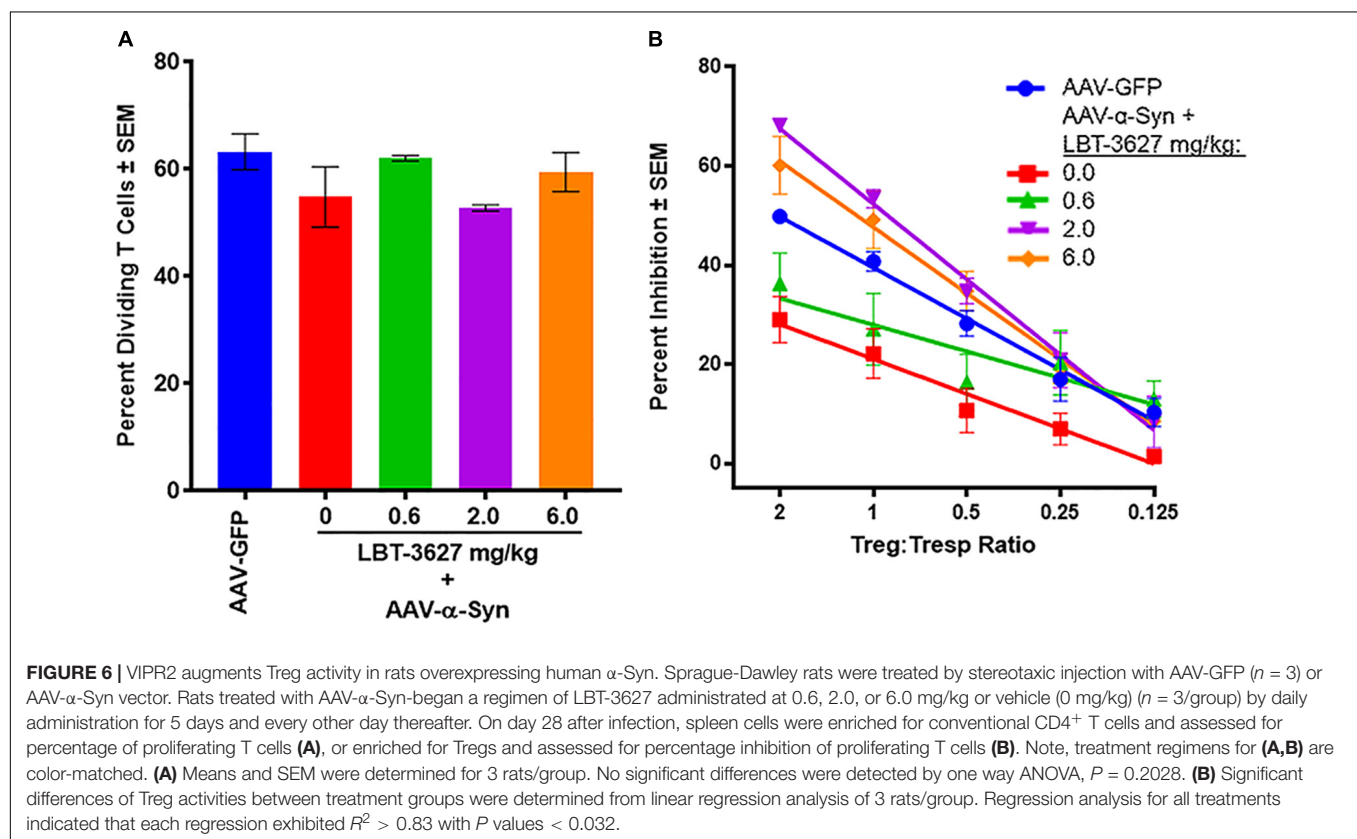 A
Percent Dividing T Cells ± SEM
80
60
40
20
0
AAV-GFP
0 0.6 2.0 6.0
LBT-3627 mg/kg
+
AAV-α-Syn
B
Percent Inhibition ± SEM
80
60
40
20
0
2 1 0.5 0.25 0.125
Treg:Tresp Ratio
AAV-GFP
AAV-α-Syn +
LBT-3627 mg/kg:
0.0
0.6
2.0
6.0
FIGURE 6 | VIPR2 augments Treg activity in rats overexpressing human α-Syn. Sprague-Dawley rats were treated by stereotaxic injection with AAV-GFP (n = 3) or
AAV-α-Syn vector. Rats treated with AAV-α-Syn-began a regimen of LBT-3627 administrated at 0.6, 2.0, or 6.0 mg/kg or vehicle (0 mg/kg) (n = 3/group) by daily
administration for 5 days and every other day thereafter. On day 28 after infection, spleen cells were enriched for conventional CD4+ T cells and assessed for
percentage of proliferating T cells (A), or enriched for Tregs and assessed for percentage inhibition of proliferating T cells (B). Note, treatment regimens for (A,B) are
color-matched. (A) Means and SEM were determined for 3 rats/group. No significant differences were detected by one way ANOVA, P = 0.2028. (B) Significant
differences of Treg activities between treatment groups were determined from linear regression analysis of 3 rats/group. Regression analysis for all treatments
indicated that each regression exhibited R² > 0.83 with P values < 0.032.